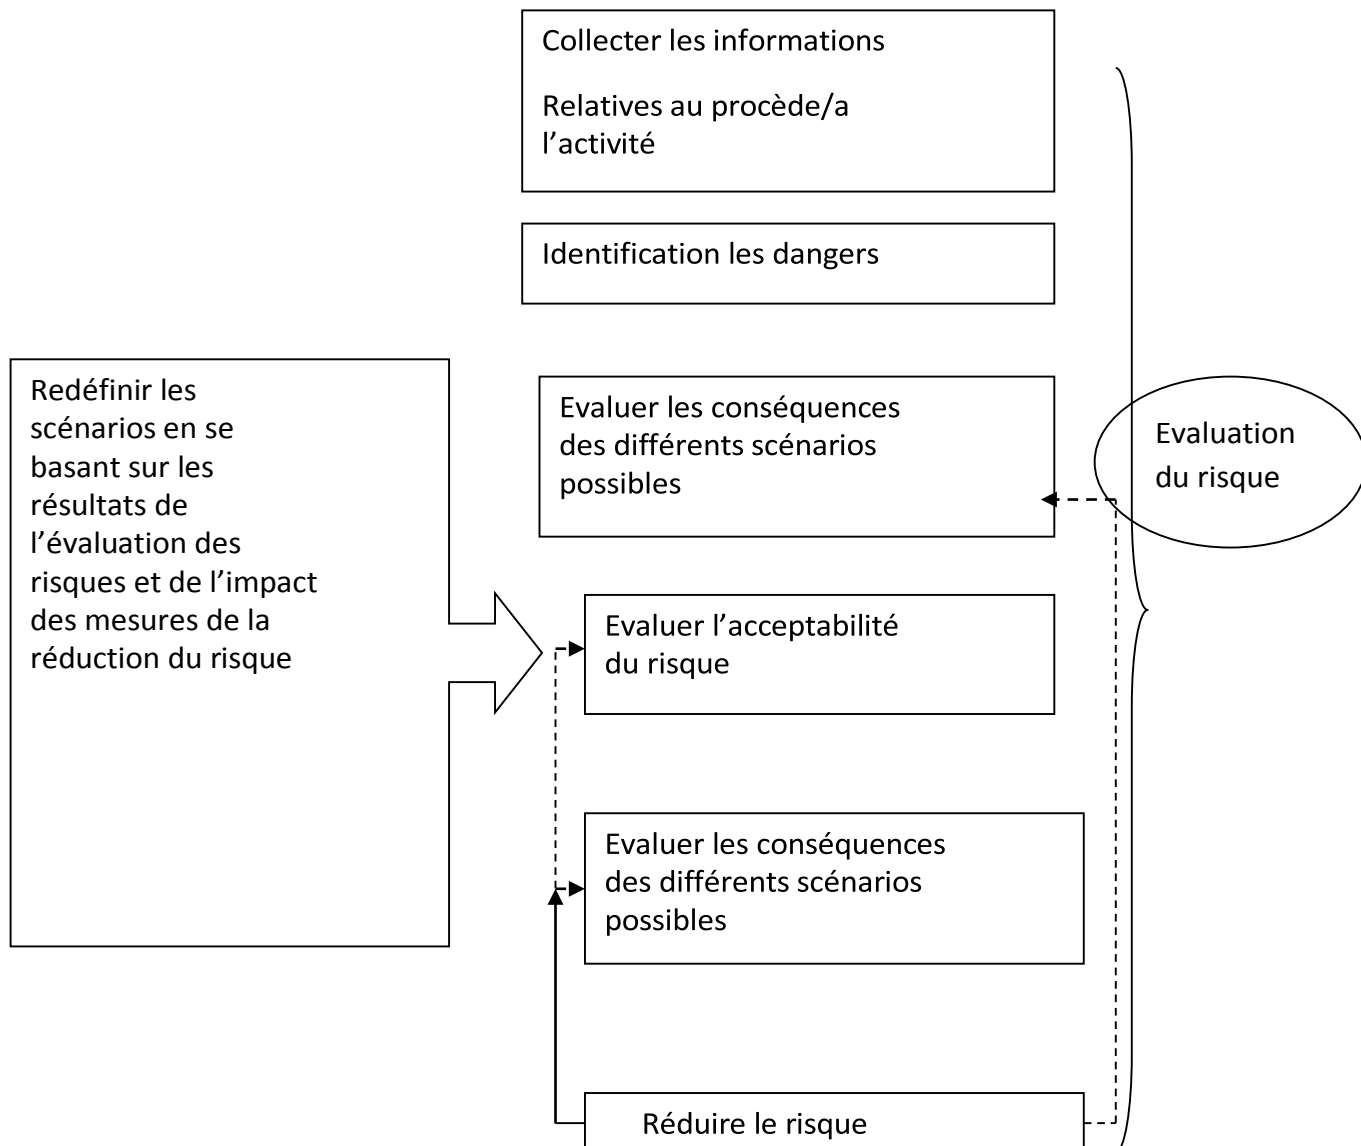 Collecter les informations
Relatives au procède/a
l’activité
Identification les dangers
Redéfinir les
scénarios en se
basant sur les
résultats de
l’évaluation des
risques et de l’impact
des mesures de la
réduction du risque
Evaluer les conséquences
des différents scénarios
possibles
Evaluation
du risque
Evaluer l’acceptabilité
du risque
Evaluer les conséquences
des différents scénarios
possibles
Réduire le risque